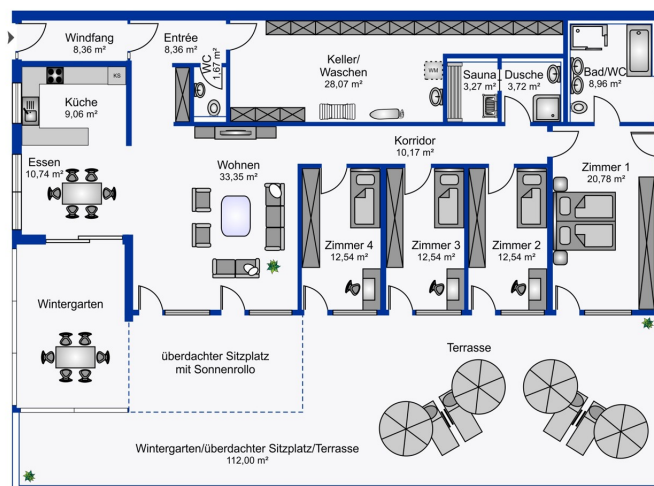 Windfang
8,36 m²
Entrée
8,36 m²
WC
1,67 m²
Keller/
Waschen
28,07 m²
WM
Sauna
3,27 m²
Dusche
3,72 m²
Bad/WC
8,96 m²
KS
Küche
9,06 m²
Korridor
10,17 m²
Essen
10,74 m²
Wohnen
33,35 m²
Zimmer 1
20,78 m²
Zimmer 4
12,54 m²
Zimmer 3
12,54 m²
Zimmer 2
12,54 m²
Wintergarten
überdachter Sitzplatz
mit Sonnenrollo
Terrasse
Wintergarten/überdachter Sitzplatz/Terrasse
112,00 m²